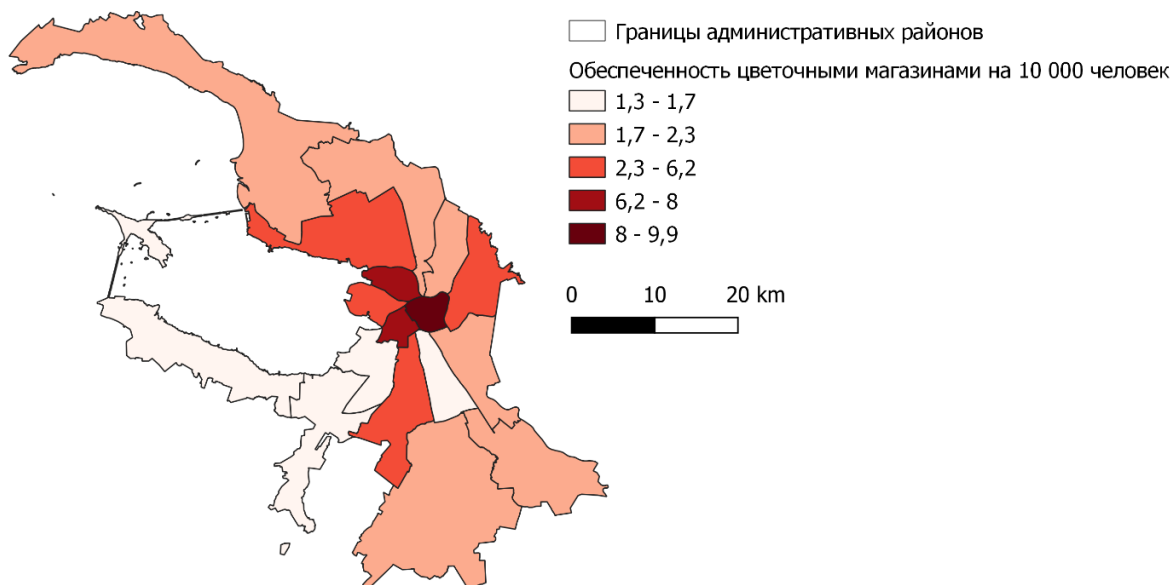 Границы административных районов
Обеспеченность цветочными магазинами на 10 000 человек
1,3 - 1,7
1,7 - 2,3
2,3 - 6,2
6,2 - 8
8 - 9,9
0 10 20 km